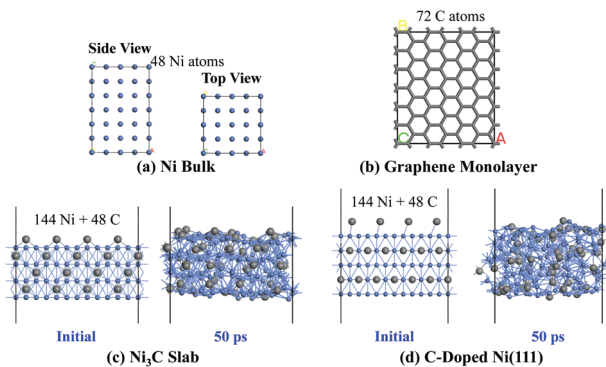 Side View
48 Ni atoms
Top View
(a) Ni Bulk
72 C atoms
B
C
A
(b) Graphene Monolayer
144 Ni + 48 C
Initial
50 ps
(c) Ni₃C Slab
144 Ni + 48 C
Initial
50 ps
(d) C-Doped Ni(111)